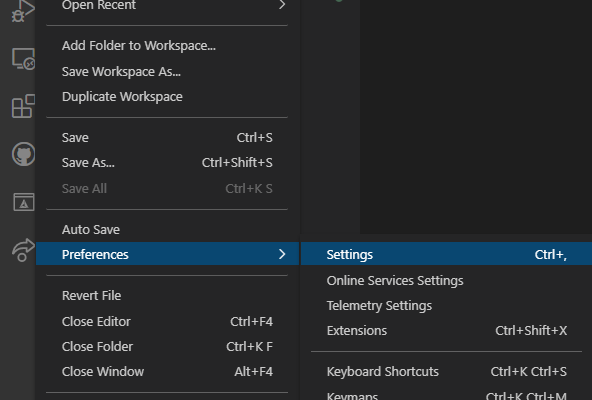 Open Recent
Add Folder to Workspace...
Save Workspace As...
Duplicate Workspace
Save Ctrl+S
Save As... Ctrl+Shift+S
Save All Ctrl+K S
Auto Save
Preferences
Revert File
Close Editor Ctrl+F4
Close Folder Ctrl+K F
Close Window Alt+F4
Settings Ctrl+,
Online Services Settings
Telemetry Settings
Extensions Ctrl+Shift+X
Keyboard Shortcuts Ctrl+K Ctrl+S
Keymaps Ctrl+K Ctrl+M